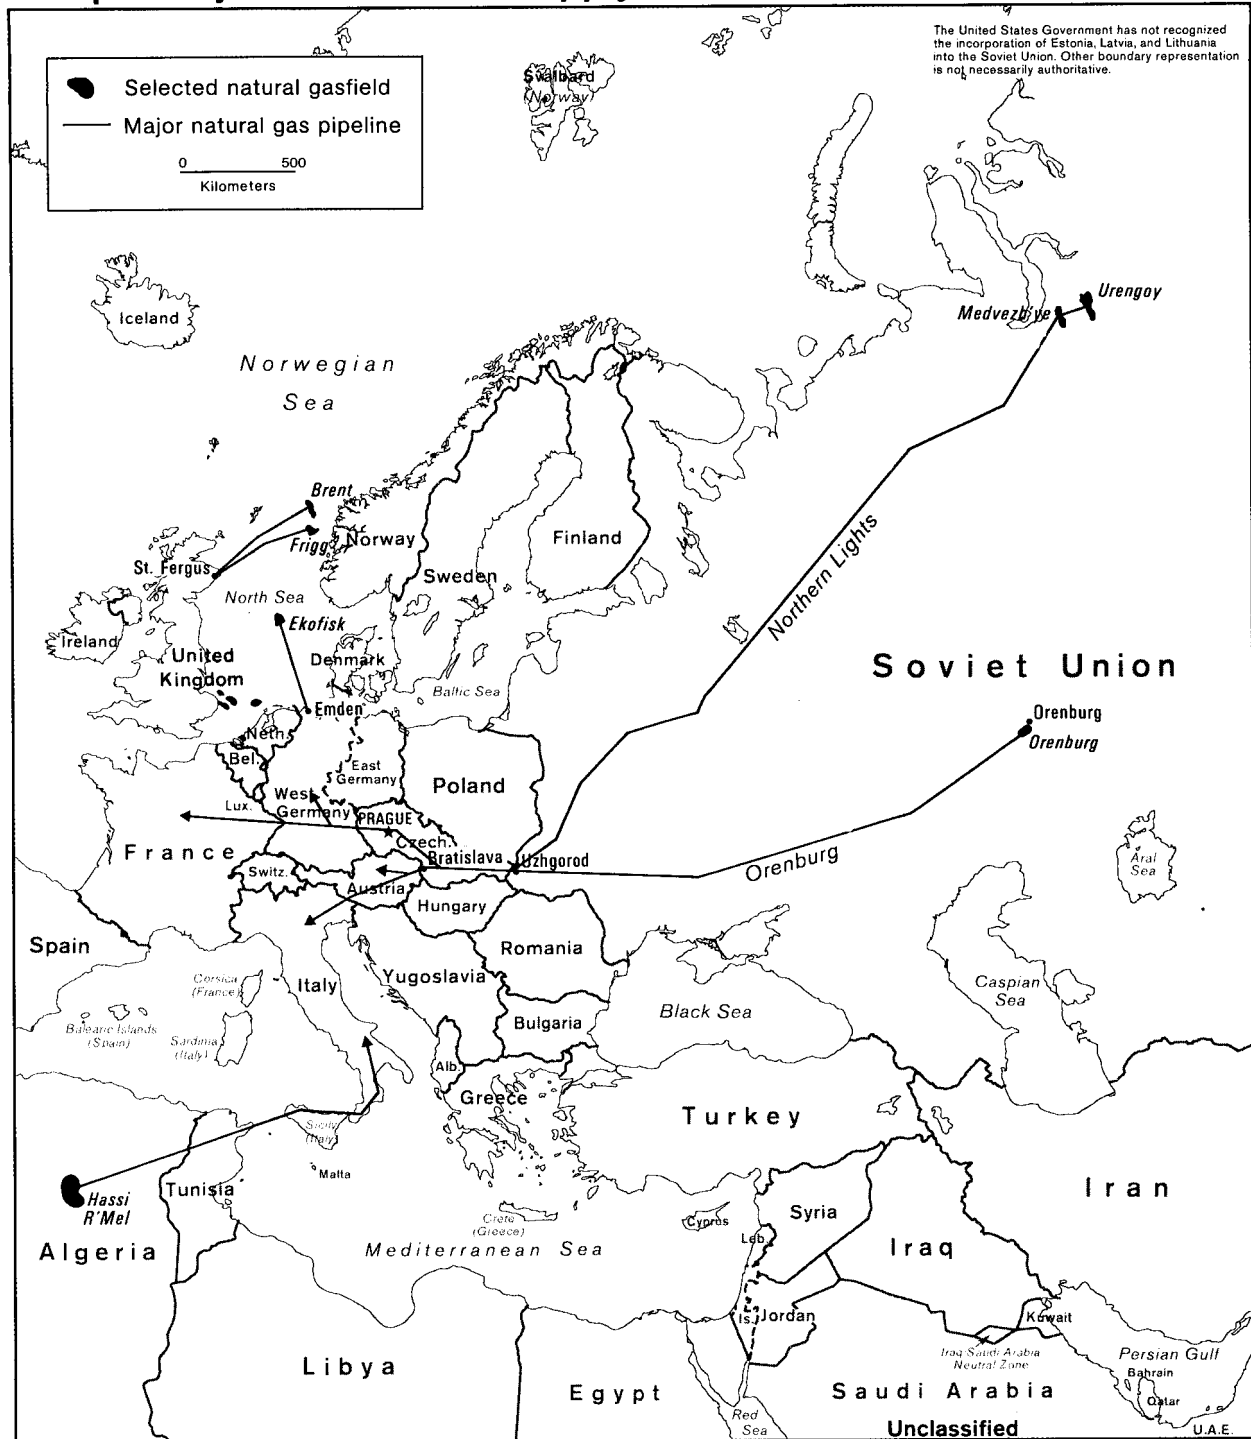 The United States Government has not recognized
the incorporation of Estonia, Latvia, and Lithuania
into the Soviet Union. Other boundary representation
is not necessarily authoritative.
Selected natural gasfield
Major natural gas pipeline
0 500
Kilometers
Svalbard
(Norway)
Iceland
Norwegian
Sea
Urengoy
Medvezh'ye
Brent
Frigg
Norway
Finland
Sweden
St. Fergus
North Sea
Ekofisk
Ireland
United
Kingdom
Denmark
Baltic Sea
Northern Lights
Soviet Union
Emden
Neth.
Bel.
East
Germany
Poland
Orenburg
Orenburg
Lux.
West
Germany
PRAGUE
Czech.
France
Bratislava
Uzhgorod
Orenburg
Switz.
Austria
Hungary
Aral
Sea
Spain
Romania
Corsica
(France)
Italy
Yugoslavia
Caspian
Sea
Balearic Islands
(Spain)
Sardinia
(Italy)
Bulgaria
Black Sea
Alb.
Greece
Turkey
Sicily
(Italy)
Malta
Hassi
R'Mel
Tunisia
Iran
Algeria
Crete
(Greece)
Cyprus
Syria
Leb.
Iraq
Mediterranean Sea
Is.
Jordan
Kuwait
Iraq-Saudi Arabia
Neutral Zone
Persian Gulf
Bahrain
Qatar
Libya
Egypt
Saudi Arabia
Red
Sea
Unclassified
U.A.E.